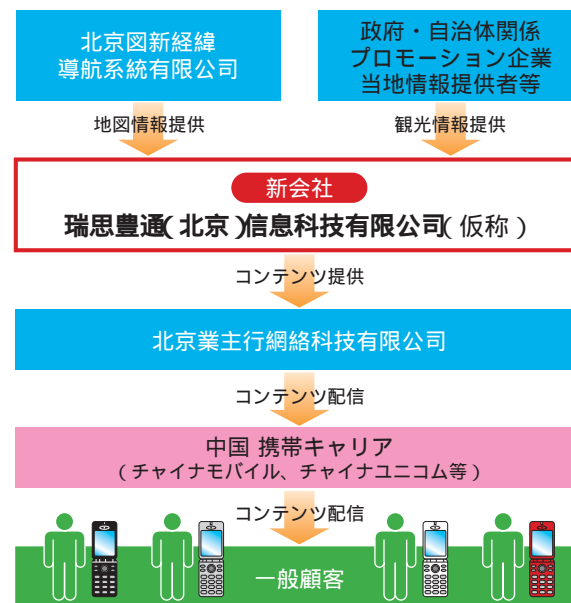 北京図新経緯
導航系統有限公司
政府・自治体関係
プロモーション企業
当地情報提供者等
地図情報提供
観光情報提供
新会社
瑞思豊通(北京)信息科技有限公司(仮称)
コンテンツ提供
北京業主行網絡科技有限公司
コンテンツ配信
中国 携帯キャリア
(チャイナモバイル、チャイナユニコム等)
コンテンツ配信
一般顧客